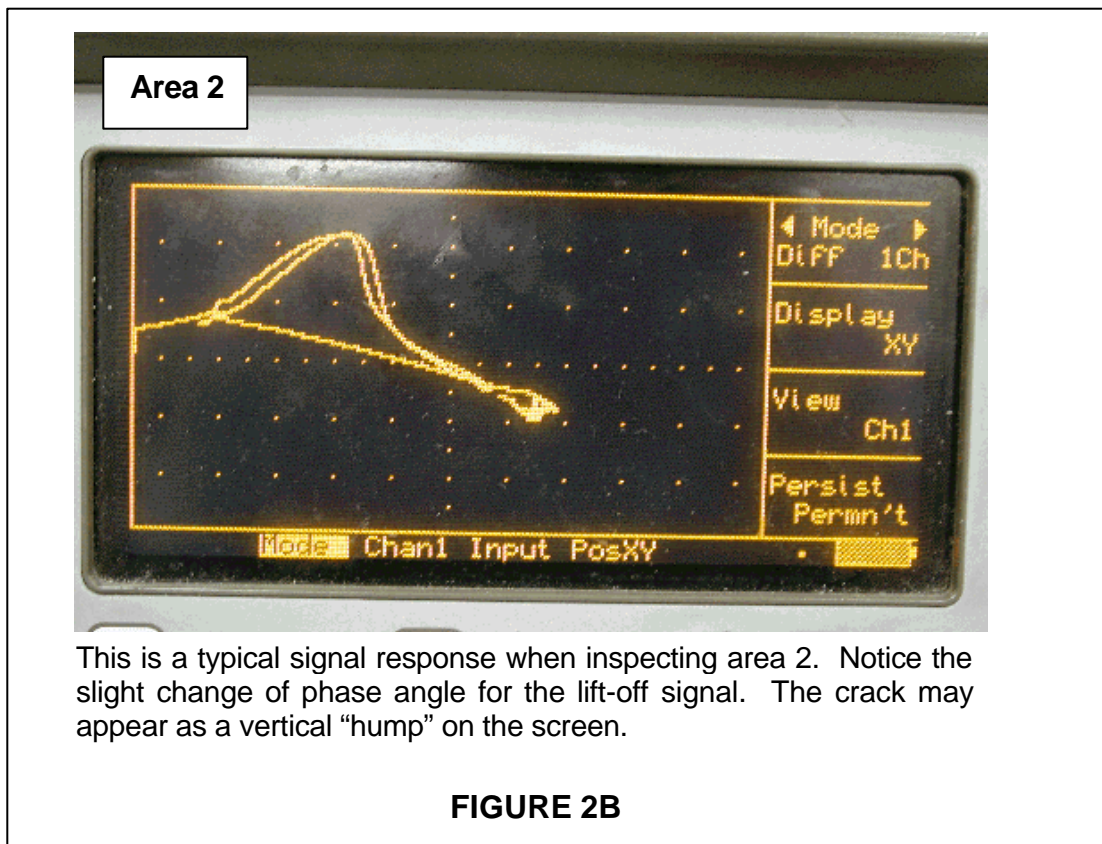 Area 2
◀ Mode ▶
Diff 1Ch
Display
XY
View
Ch1
Persist
Permn't
Mode Chan1 Input PosXY
This is a typical signal response when inspecting area 2. Notice the
slight change of phase angle for the lift-off signal. The crack may
appear as a vertical “hump” on the screen.
FIGURE 2B